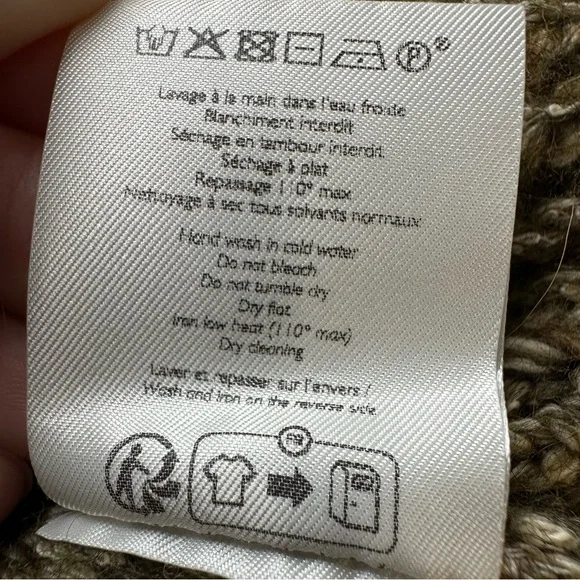 P®
Lavage à la main dans l'eau froide
Blanchiment interdit
Séchage en tambour interdit
Séchage à plat
Repassage 110° max
Nettoyage à sec tous solvants normaux
Hand wash in cold water
Do not bleach
Do not tumble dry
Dry flat
Iron low heat (110° max)
Dry cleaning
Laver et repasser sur l'envers /
Wash and iron on the reverse side
FR